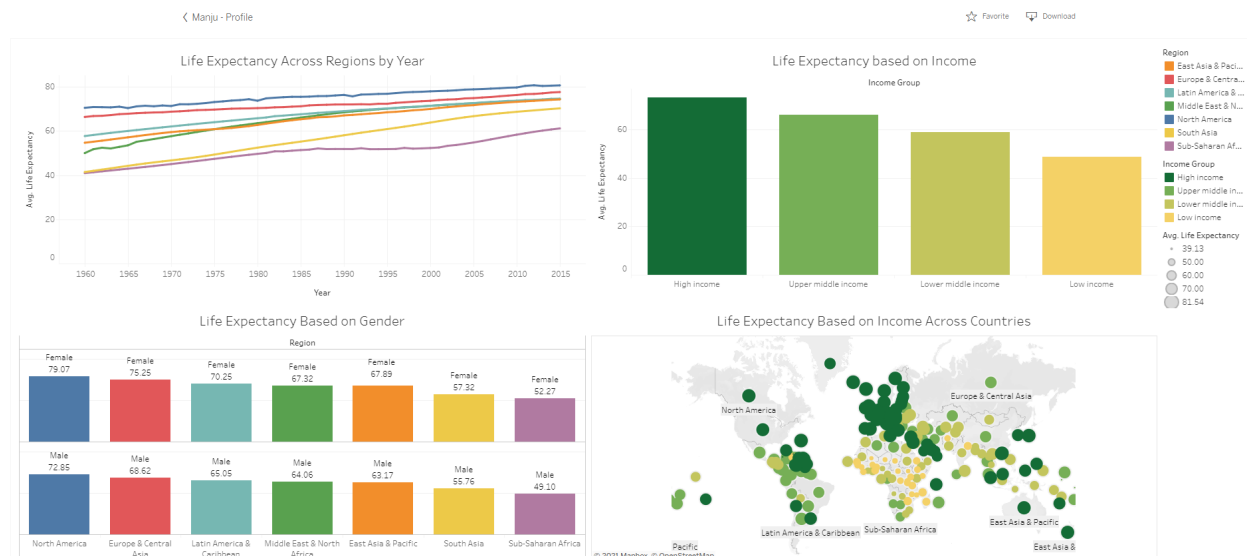 Manju - Profile
Favorite
Download
Life Expectancy Across Regions by Year
Avg. Life Expectancy
80
60
40
20
0
1960 1965 1970 1975 1980 1985 1990 1995 2000 2005 2010 2015
Year
Life Expectancy based on Income
Income Group
Avg. Life Expectancy
60
40
20
0
High income Upper middle income Lower middle income Low income
Region
East Asia & Paci...
Europe & Centra...
Latin America & ...
Middle East & N...
North America
South Asia
Sub-Saharan Af...
Income Group
High income
Upper middle in...
Lower middle in...
Low income
Avg. Life Expectancy
39.13
50.00
60.00
70.00
81.54
Life Expectancy Based on Gender
Region
Female Female Female Female Female Female Female
79.07 75.25 70.25 67.32 67.89 57.32 52.27
Male Male Male Male Male Male Male
72.85 68.62 65.05 64.06 63.17 55.76 49.10
North America Europe & Central Latin America & Middle East & North East Asia & Pacific South Asia Sub-Saharan Africa
Asia Caribbean Africa
Life Expectancy Based on Income Across Countries
Europe & Central Asia
North America
Latin America & Caribbean
Sub-Saharan Africa
East Asia & Pacific
Pacific
East Asia &
© 2021 Mapbox © OpenStreetMap